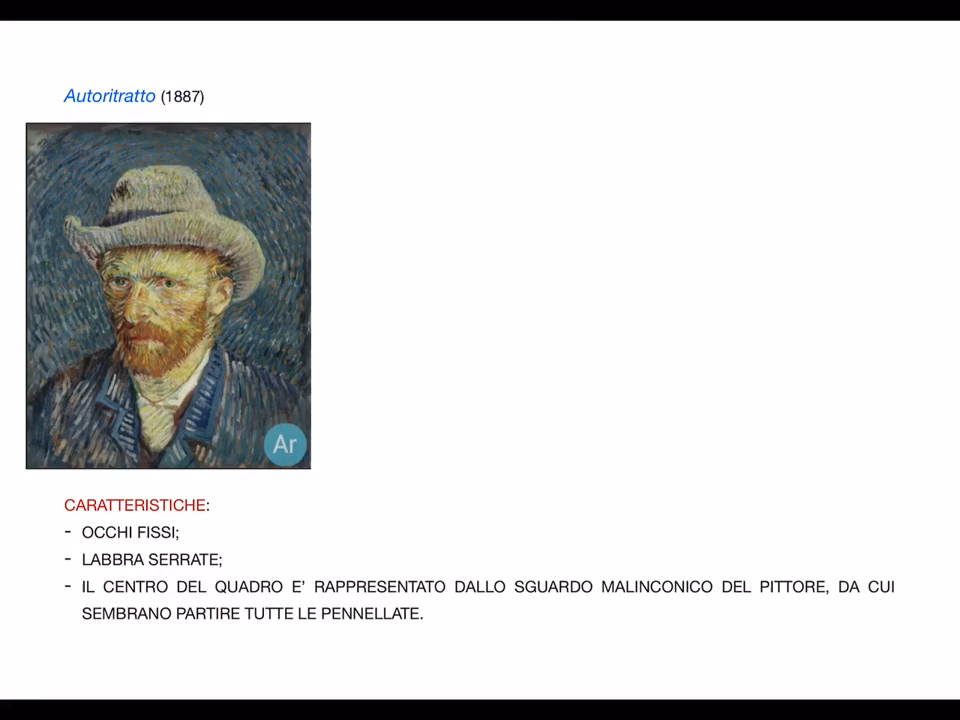 Autoritratto (1887)
Ar
CARATTERISTICHE:
- OCCHI FISSI;
- LABBRA SERRATE;
- IL CENTRO DEL QUADRO E’ RAPPRESENTATO DALLO SGUARDO MALINCONICO DEL PITTORE, DA CUI
SEMBRANO PARTIRE TUTTE LE PENNELLATE.